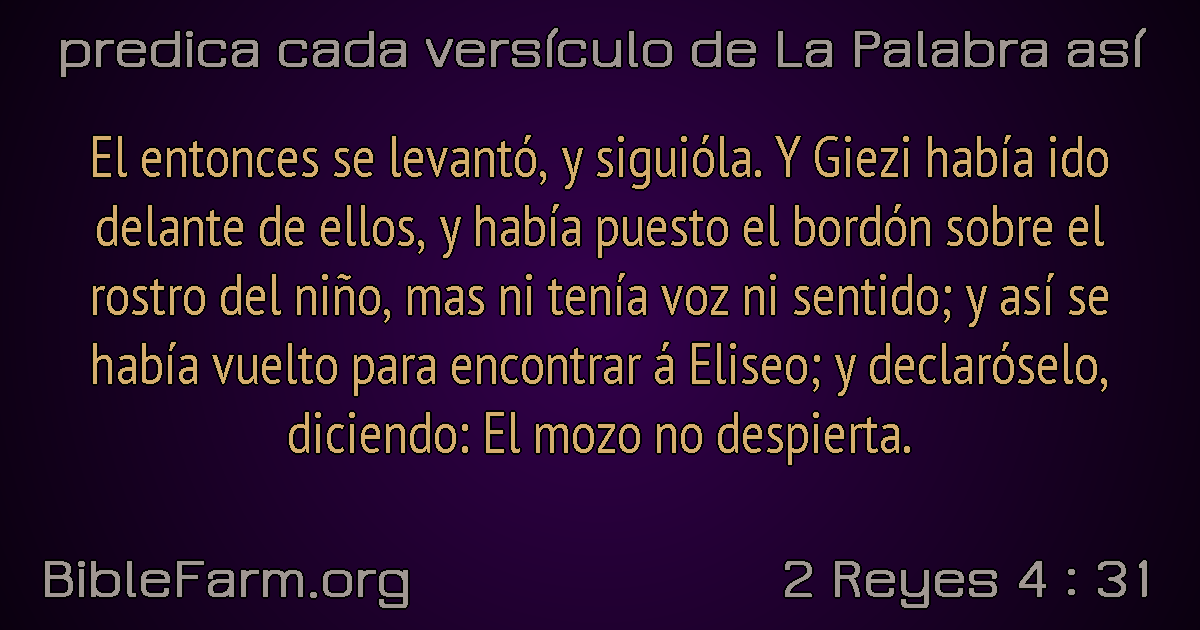 predica cada versículo de La Palabra así
El entonces se levantó, y siguióla. Y Giezi había ido
delante de ellos, y había puesto el bordón sobre el
rostro del niño, mas ni tenía voz ni sentido; y así se
había vuelto para encontrar á Eliseo; y declaróselo,
diciendo: El mozo no despierta.
BibleFarm.org
2 Reyes 4 : 31